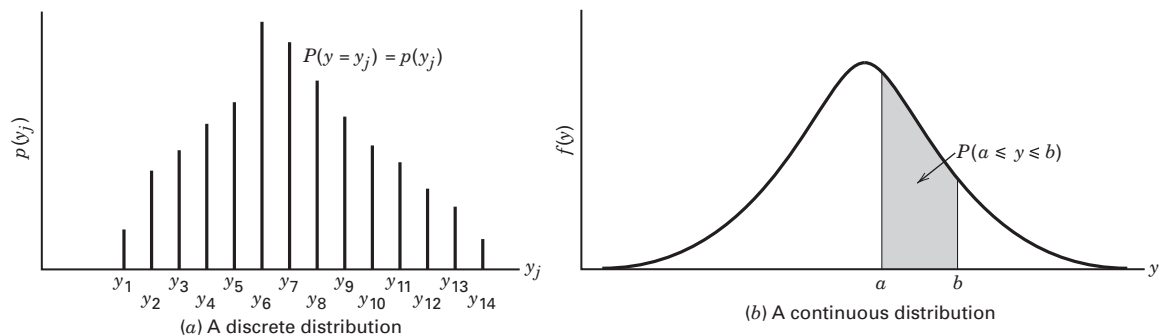 P(y = y_j) = p(y_j)
p(y_j)
y_1 y_3 y_5 y_7 y_9 y_11 y_13 y_j
y_2 y_4 y_6 y_8 y_10 y_12 y_14
(a) A discrete distribution
f(y)
P(a ⩽ y ⩽ b)
a b y
(b) A continuous distribution